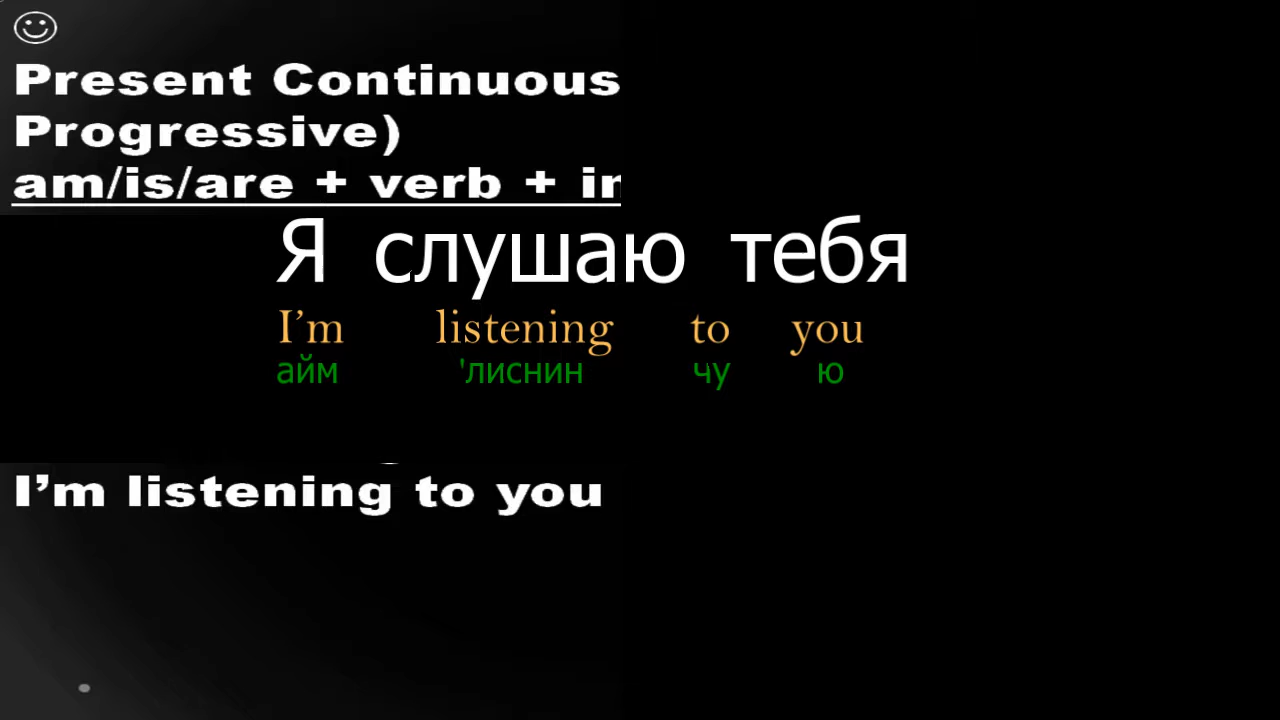 Present Continuous
Progressive)
am/is/are + verb + in
Я слушаю тебя
I’m listening to you
айм 'лиснин чу ю
I’m listening to you